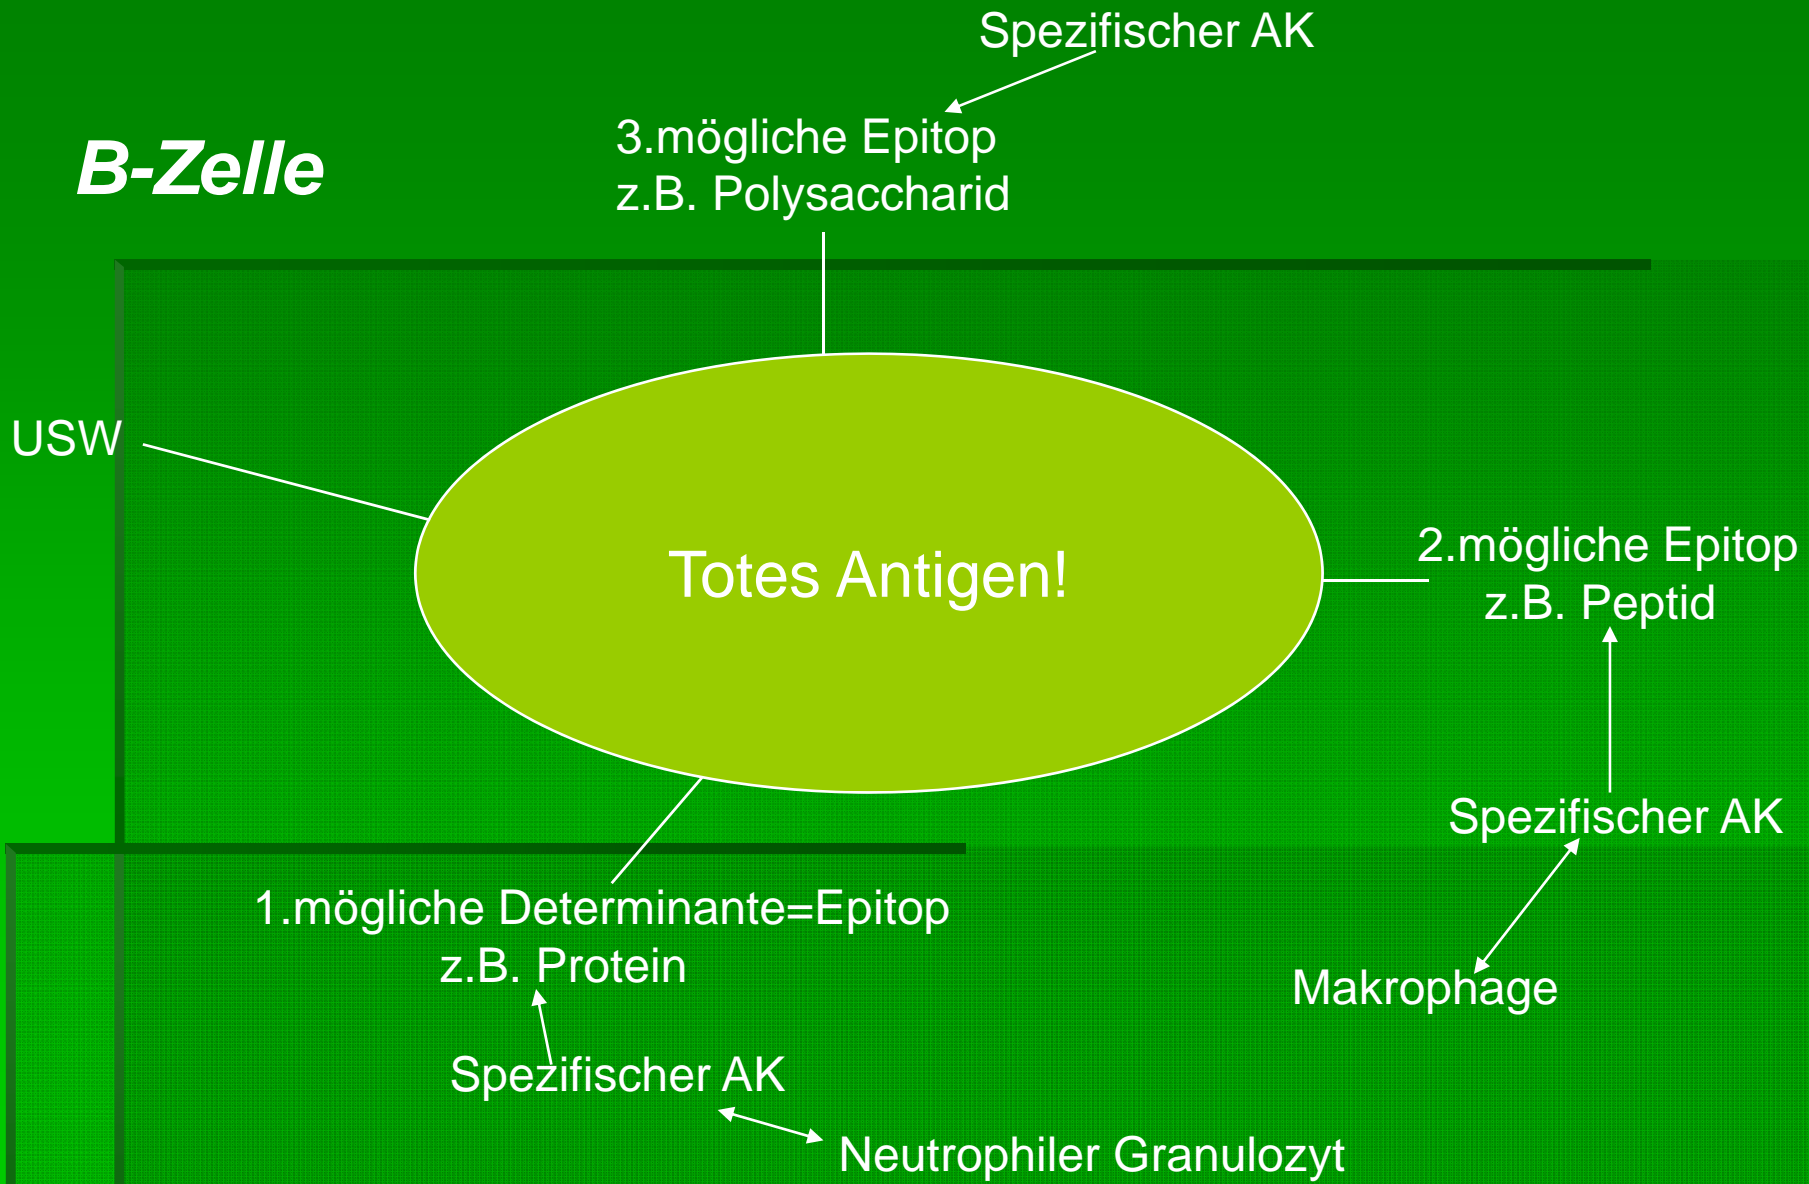 Spezifischer AK
B-Zelle
3.mögliche Epitop
z.B. Polysaccharid
USW
Totes Antigen!
2.mögliche Epitop
z.B. Peptid
Spezifischer AK
1.mögliche Determinante=Epitop
z.B. Protein
Makrophage
Spezifischer AK
Neutrophiler Granulozyt